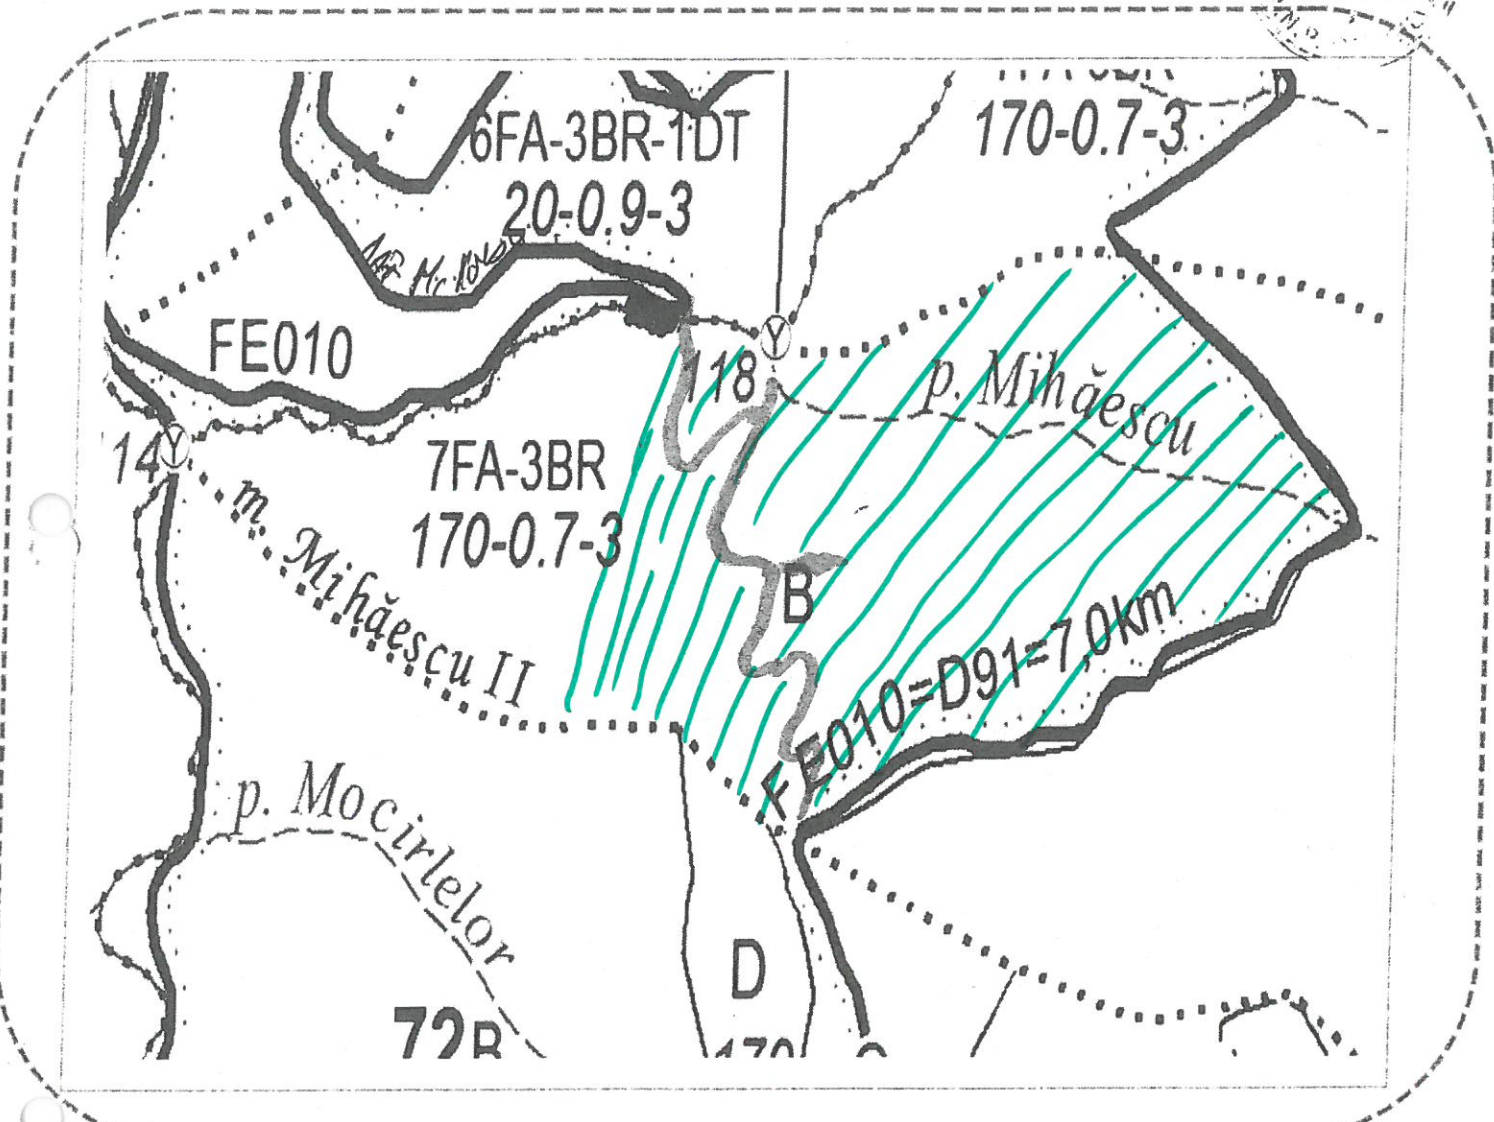 6FA-3BR-1DT
20-0.9-3
170-0.7-3
FE010
118
p. Mihăescu
14
7FA-3BR
170-0.7-3
m. Mihăescu II
B
FE010=D91=7,0km
p. Mocirlelor
D
72B